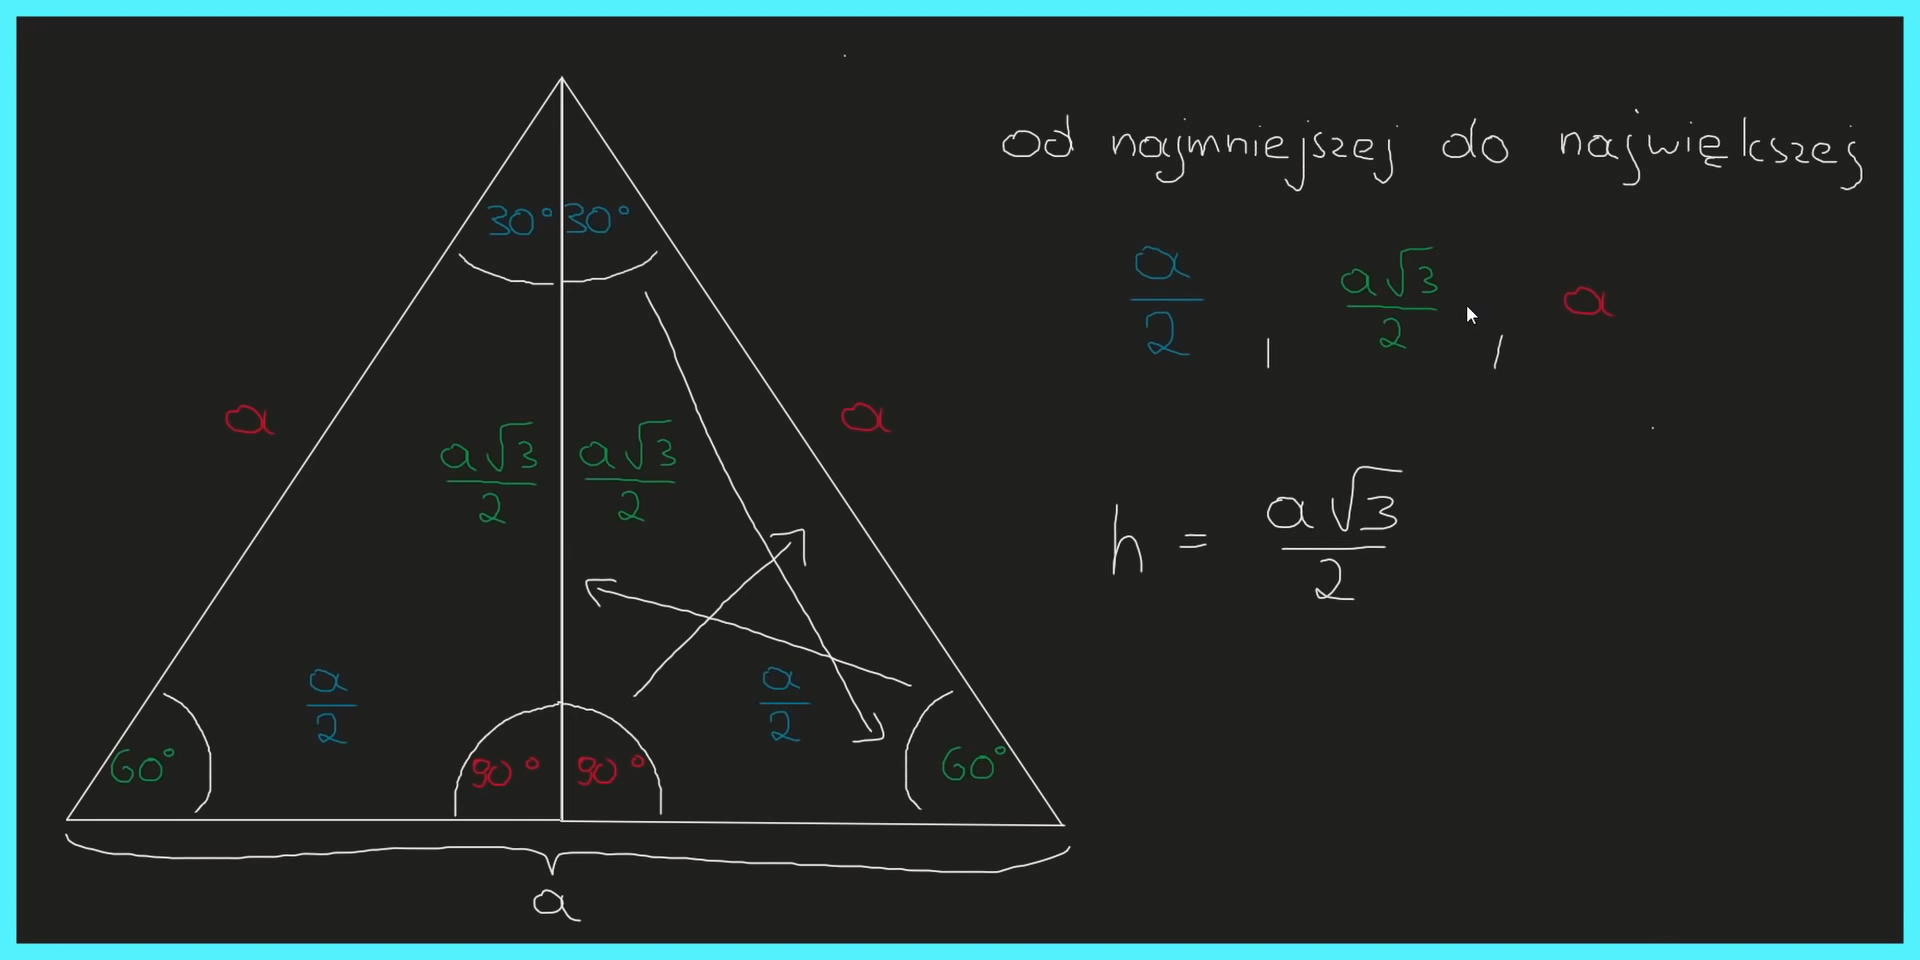 od najmniejszej do największej
30° 30°
a/2, a√3/2, a
a a√3/2 a√3/2 a
h = a√3/2
a/2 a/2
60° 90° 90° 60°
a